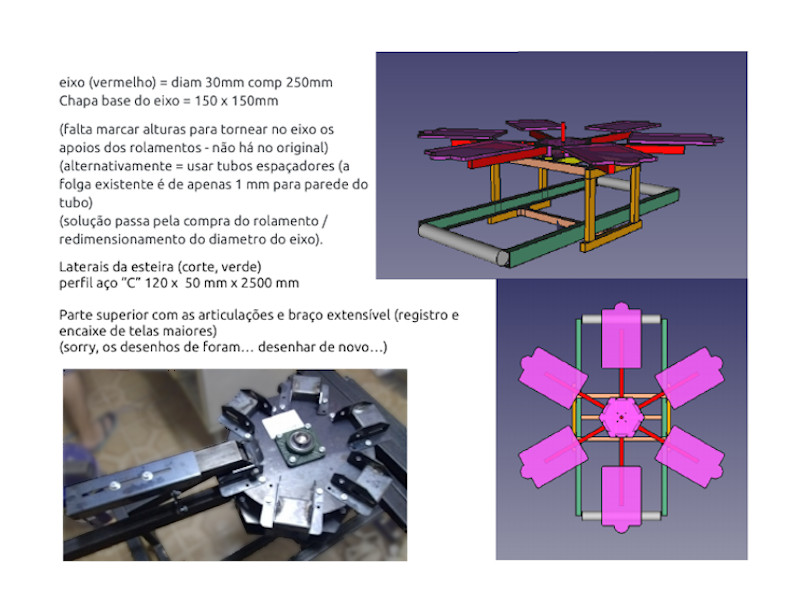 eixo (vermelho) = diam 30mm comp 250mm
Chapa base do eixo = 150 x 150mm
(falta marcar alturas para tornear no eixo os
apoios dos rolamentos - não há no original)
(alternativamente = usar tubos espaçadores (a
folga existente é de apenas 1 mm para parede do
tubo)
(solução passa pela compra do rolamento /
redimensionamento do diametro do eixo).
Laterais da esteira (corte, verde)
perfil aço "C" 120 x  50 mm x 2500 mm
Parte superior com as articulações e braço extensível (registro e
encaixe de telas maiores)
(sorry, os desenhos de foram... desenhar de novo...)